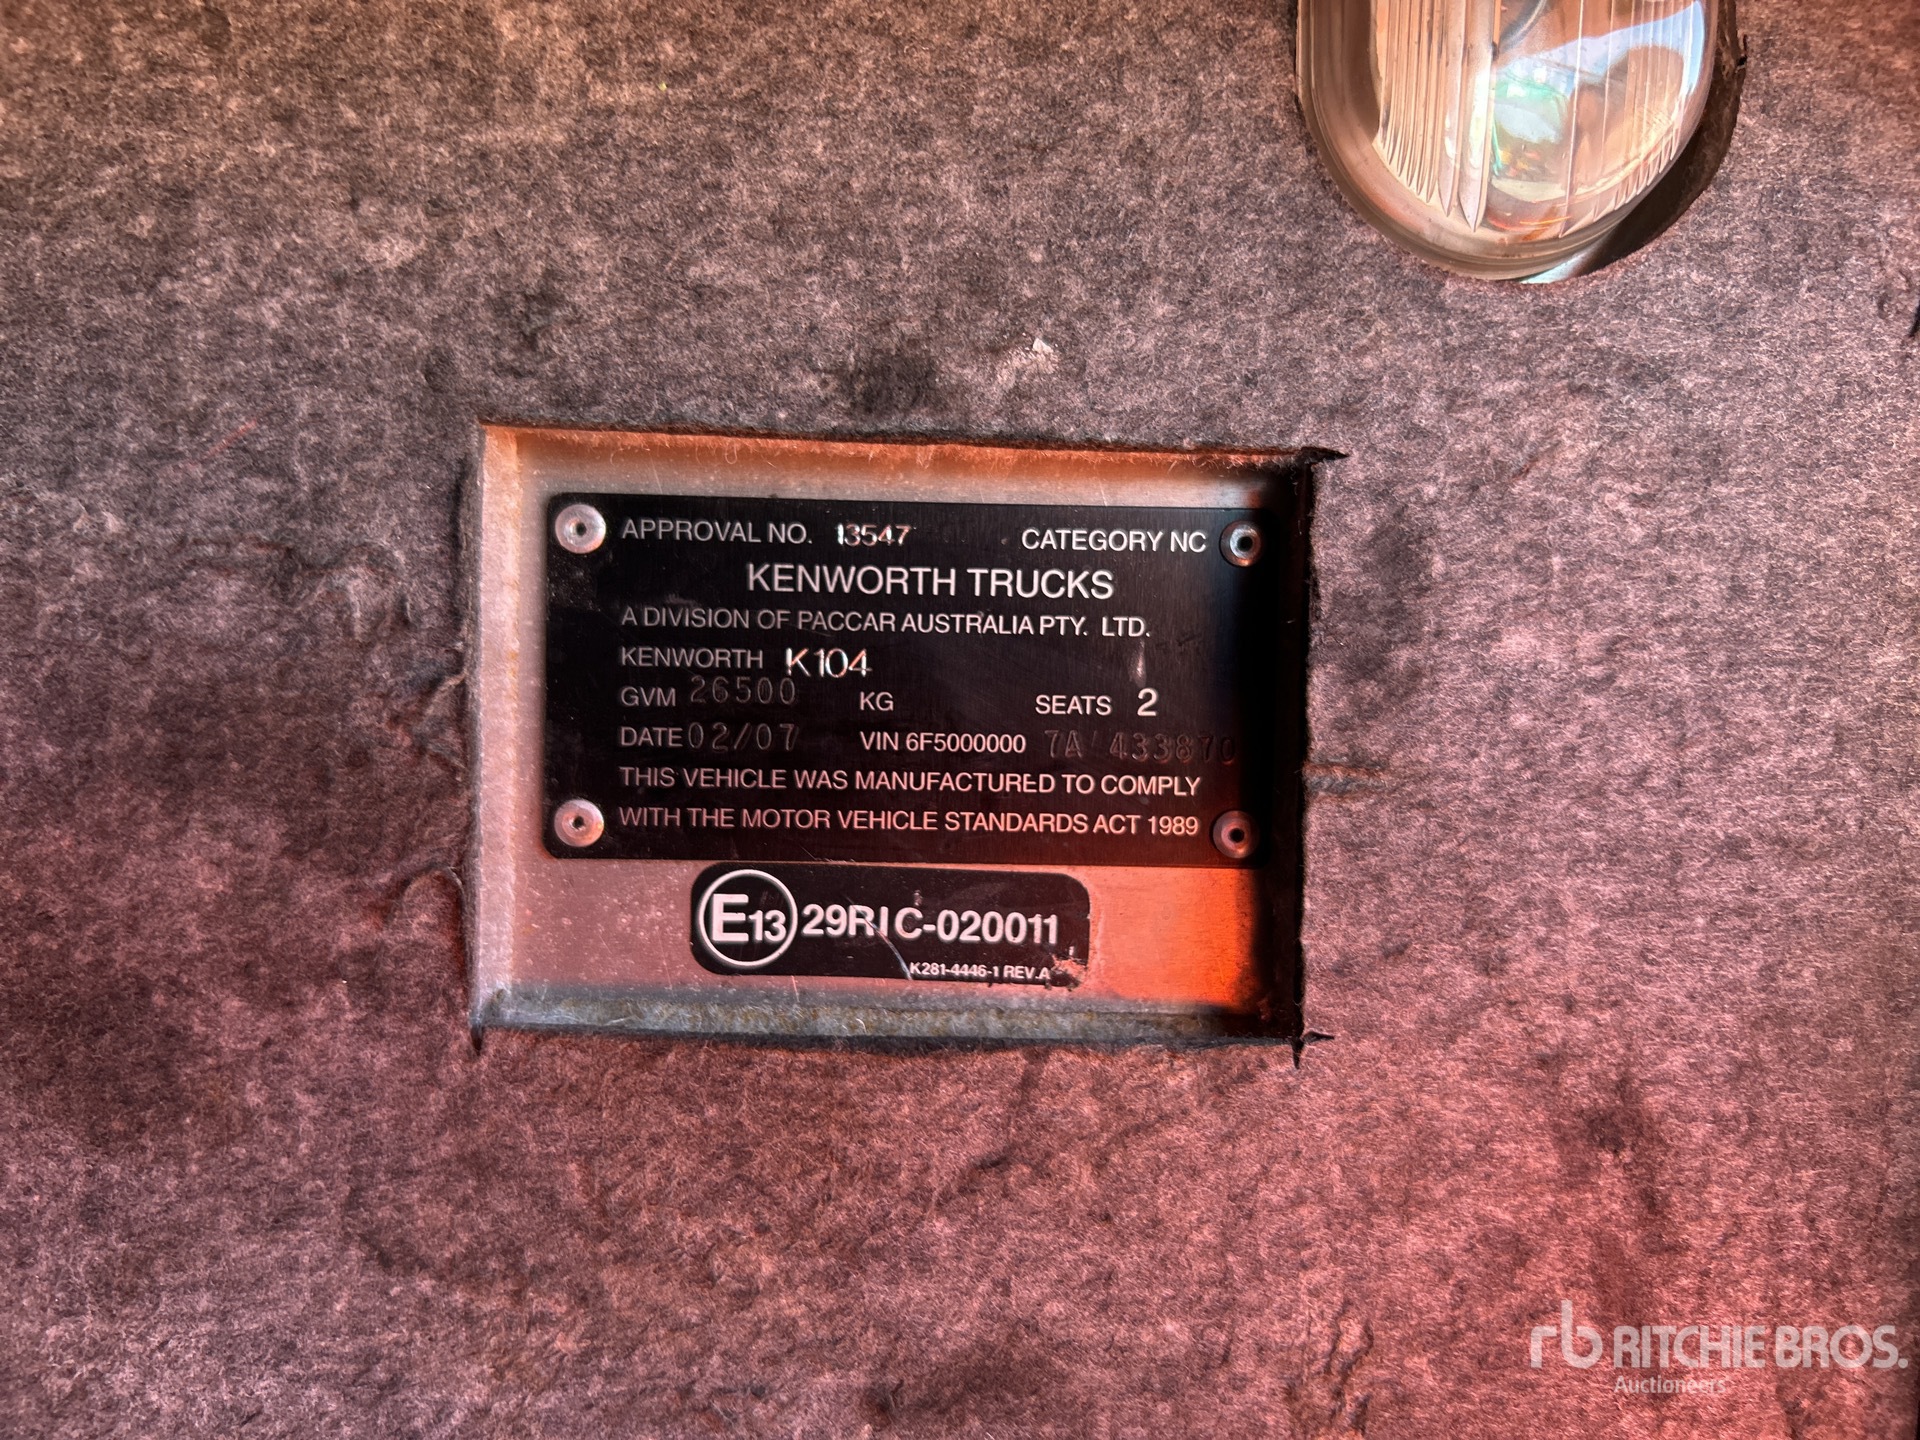 APPROVAL NO. 13547 CATEGORY NC
KENWORTH TRUCKS
A DIVISION OF PACCAR AUSTRALIA PTY. LTD.
KENWORTH K104
GVM 26500 KG SEATS 2
DATE 02/07 VIN 6F5000000 7A 433870
THIS VEHICLE WAS MANUFACTURED TO COMPLY
WITH THE MOTOR VEHICLE STANDARDS ACT 1989
E13 29RIC-020011
K281-4446-1 REV.A
rb RITCHIE BROS.
Auctioneers